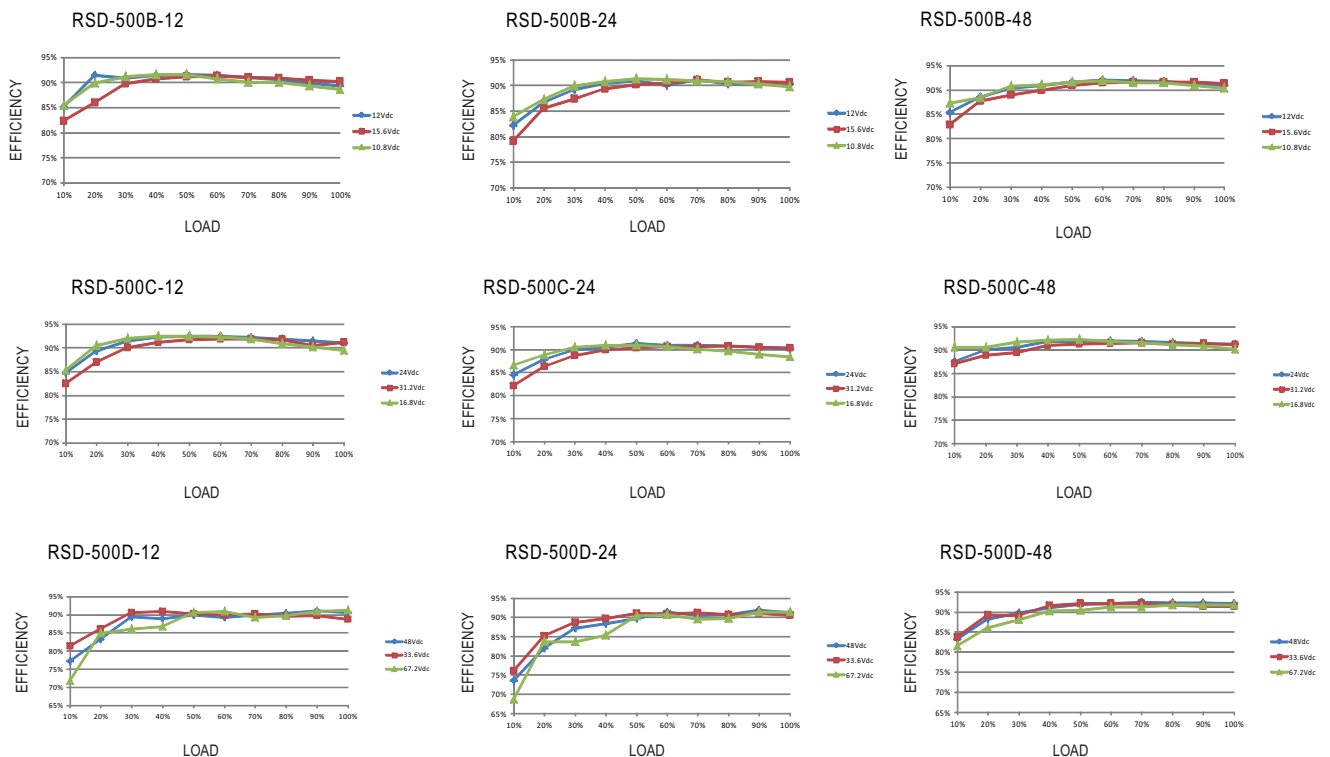 RSD-500B-12
EFFICIENCY
95%
90%
85%
80%
75%
70%
10% 20% 30% 40% 50% 60% 70% 80% 90% 100%
LOAD
12Vdc
15.6Vdc
10.8Vdc
RSD-500B-24
EFFICIENCY
95%
90%
85%
80%
75%
70%
10% 20% 30% 40% 50% 60% 70% 80% 90% 100%
LOAD
12Vdc
15.6Vdc
10.8Vdc
RSD-500B-48
EFFICIENCY
95%
90%
85%
80%
75%
70%
10% 20% 30% 40% 50% 60% 70% 80% 90% 100%
LOAD
12Vdc
15.6Vdc
10.8Vdc
RSD-500C-12
EFFICIENCY
95%
90%
85%
80%
75%
70%
10% 20% 30% 40% 50% 60% 70% 80% 90% 100%
LOAD
24Vdc
31.2Vdc
16.8Vdc
RSD-500C-24
EFFICIENCY
95%
90%
85%
80%
75%
70%
10% 20% 30% 40% 50% 60% 70% 80% 90% 100%
LOAD
24Vdc
31.2Vdc
16.8Vdc
RSD-500C-48
EFFICIENCY
95%
90%
85%
80%
75%
70%
10% 20% 30% 40% 50% 60% 70% 80% 90% 100%
LOAD
24Vdc
31.2Vdc
16.8Vdc
RSD-500D-12
EFFICIENCY
95%
90%
85%
80%
75%
70%
65%
10% 20% 30% 40% 50% 60% 70% 80% 90% 100%
LOAD
48Vdc
33.6Vdc
67.2Vdc
RSD-500D-24
EFFICIENCY
95%
90%
85%
80%
75%
70%
65%
10% 20% 30% 40% 50% 60% 70% 80% 90% 100%
LOAD
48Vdc
33.6Vdc
67.2Vdc
RSD-500D-48
EFFICIENCY
95%
90%
85%
80%
75%
70%
65%
10% 20% 30% 40% 50% 60% 70% 80% 90% 100%
LOAD
48Vdc
33.6Vdc
67.2Vdc